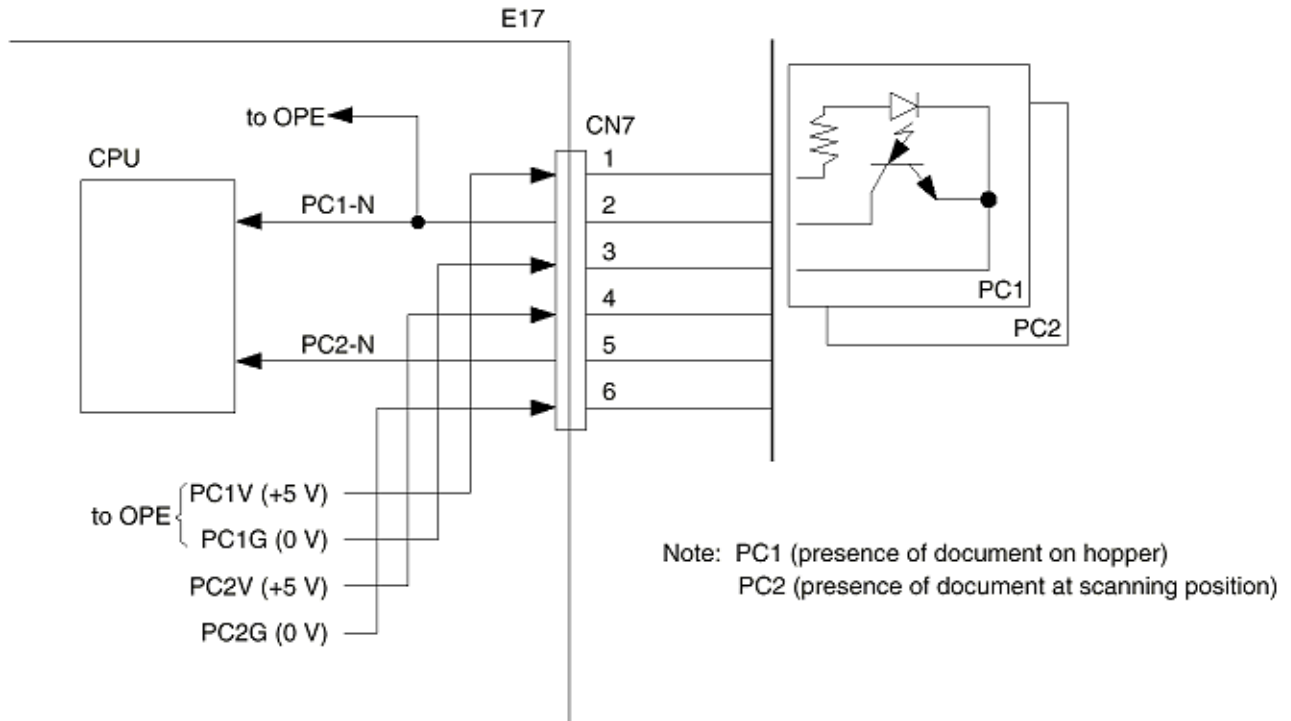 E17
to OPE
CN7
CPU
1
PC1-N
2
3
PC1
4
PC2
PC2-N
5
6
PC1V (+5 V)
to OPE
PC1G (0 V)
Note: PC1 (presence of document on hopper)
PC2V (+5 V)
PC2 (presence of document at scanning position)
PC2G (0 V)